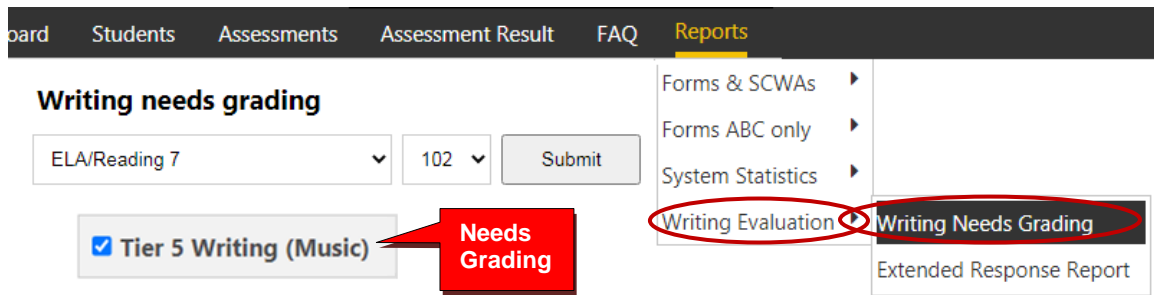 oard Students Assessments Assessment Result FAQ Reports
Writing needs grading
ELA/Reading 7 102 Submit
Tier 5 Writing (Music)
Needs
Grading
Forms & SCWAs
Forms ABC only
System Statistics
Writing Evaluation
Writing Needs Grading
Extended Response Report